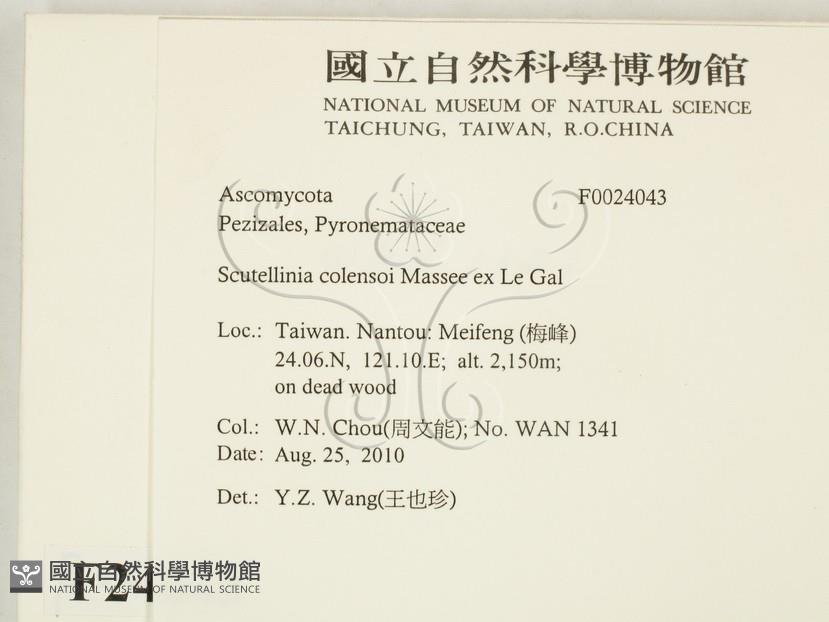 國立自然科學博物館
NATIONAL MUSEUM OF NATURAL SCIENCE
TAICHUNG, TAIWAN, R.O.CHINA
Ascomycota F0024043
Pezizales, Pyronemataceae
Scutellinia colensoi Massee ex Le Gal
Loc.: Taiwan. Nantou: Meifeng (梅峰)
24.06.N, 121.10.E; alt. 2,150m;
on dead wood
Col.: W.N. Chou(周文能); No. WAN 1341
Date: Aug. 25, 2010
Det.: Y.Z. Wang(王也珍)
F24
國立自然科學博物館
NATIONAL MUSEUM OF NATURAL SCIENCE